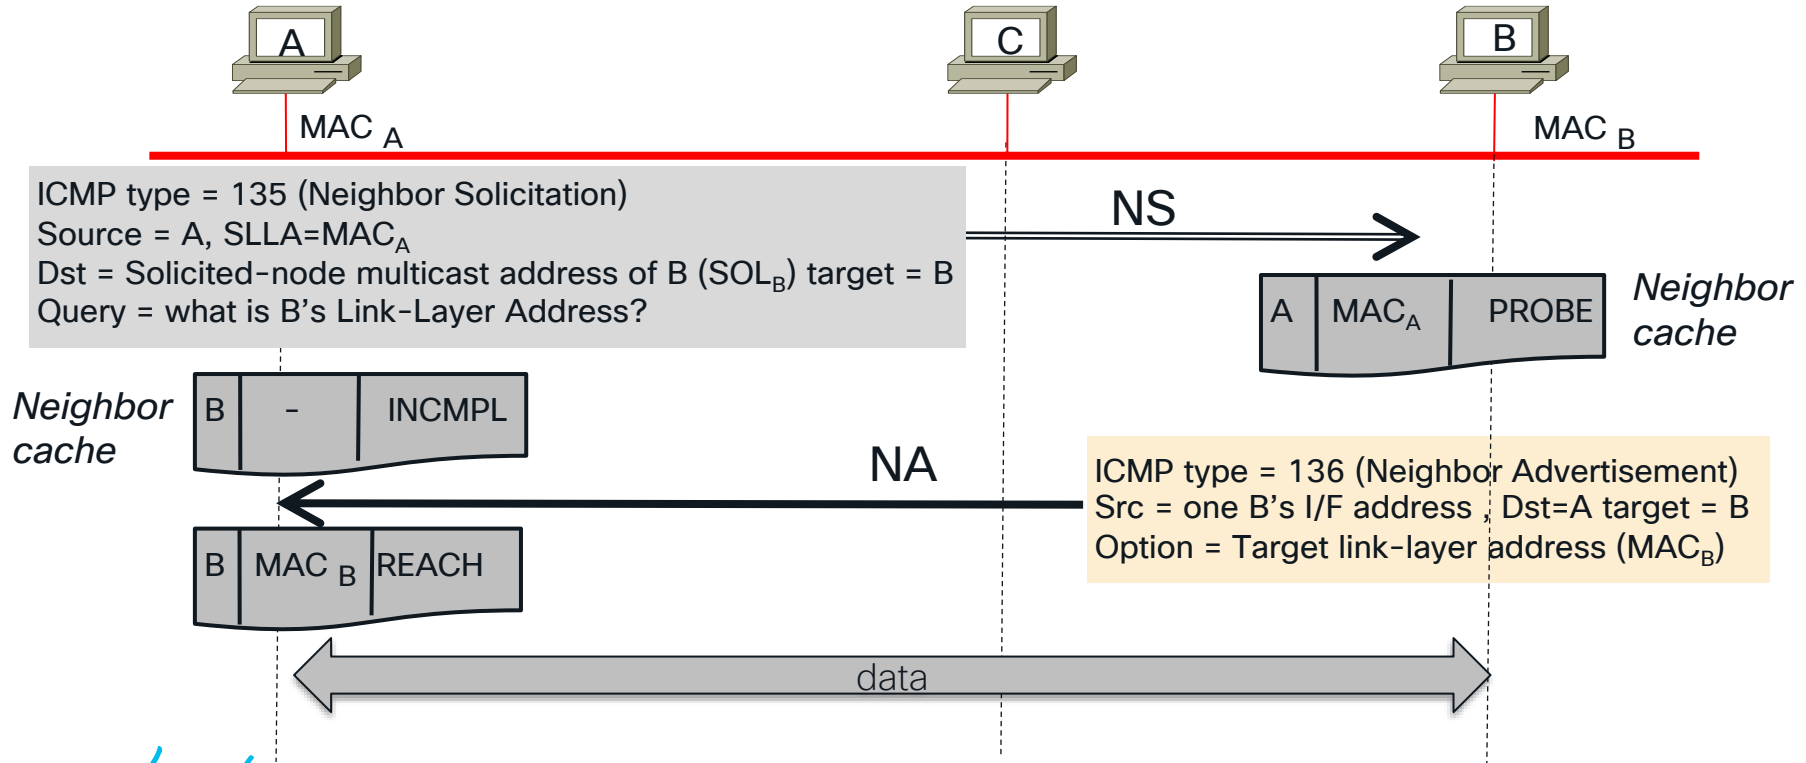 A
C
B
MAC A
MAC B
ICMP type = 135 (Neighbor Solicitation)
Source = A, SLLA=MACA
Dst = Solicited-node multicast address of B (SOLB) target = B
Query = what is B's Link-Layer Address?
NS
A MACA PROBE
Neighbor
cache
Neighbor
cache
B - INCMPL
NA
ICMP type = 136 (Neighbor Advertisement)
Src = one B's I/F address , Dst=A target = B
Option = Target link-layer address (MACB)
B MAC B REACH
data